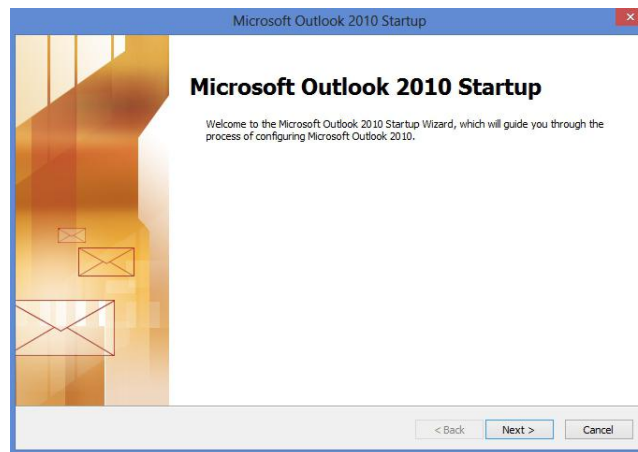 Microsoft Outlook 2010 Startup
Microsoft Outlook 2010 Startup
Welcome to the Microsoft Outlook 2010 Startup Wizard, which will guide you through the
process of configuring Microsoft Outlook 2010.
< Back Next > Cancel